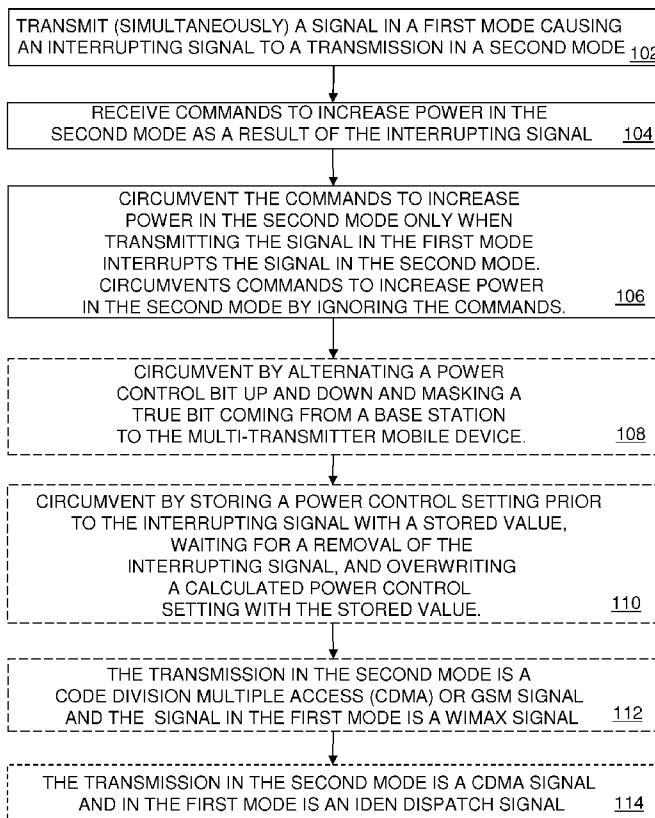 TRANSMIT (SIMULTANEOUSLY) A SIGNAL IN A FIRST MODE CAUSING
AN INTERRUPTING SIGNAL TO A TRANSMISSION IN A SECOND MODE
102
RECEIVE COMMANDS TO INCREASE POWER IN THE
SECOND MODE AS A RESULT OF THE INTERRUPTING SIGNAL
104
CIRCUMVENT THE COMMANDS TO INCREASE
POWER IN THE SECOND MODE ONLY WHEN
TRANSMITTING THE SIGNAL IN THE FIRST MODE
INTERRUPTS THE SIGNAL IN THE SECOND MODE.
CIRCUMVENTS COMMANDS TO INCREASE POWER
IN THE SECOND MODE BY IGNORING THE COMMANDS.
106
CIRCUMVENT BY ALTERNATING A POWER
CONTROL BIT UP AND DOWN AND MASKING A
TRUE BIT COMING FROM A BASE STATION
TO THE MULTI-TRANSMITTER MOBILE DEVICE.
108
CIRCUMVENT BY STORING A POWER CONTROL SETTING PRIOR
TO THE INTERRUPTING SIGNAL WITH A STORED VALUE,
WAITING FOR A REMOVAL OF THE
INTERRUPTING SIGNAL, AND OVERWRITING
A CALCULATED POWER CONTROL
SETTING WITH THE STORED VALUE.
110
THE TRANSMISSION IN THE SECOND MODE IS A
CODE DIVISION MULTIPLE ACCESS (CDMA) OR GSM SIGNAL
AND THE SIGNAL IN THE FIRST MODE IS A WIMAX SIGNAL
112
THE TRANSMISSION IN THE SECOND MODE IS A CDMA SIGNAL
AND IN THE FIRST MODE IS AN IDEN DISPATCH SIGNAL
114